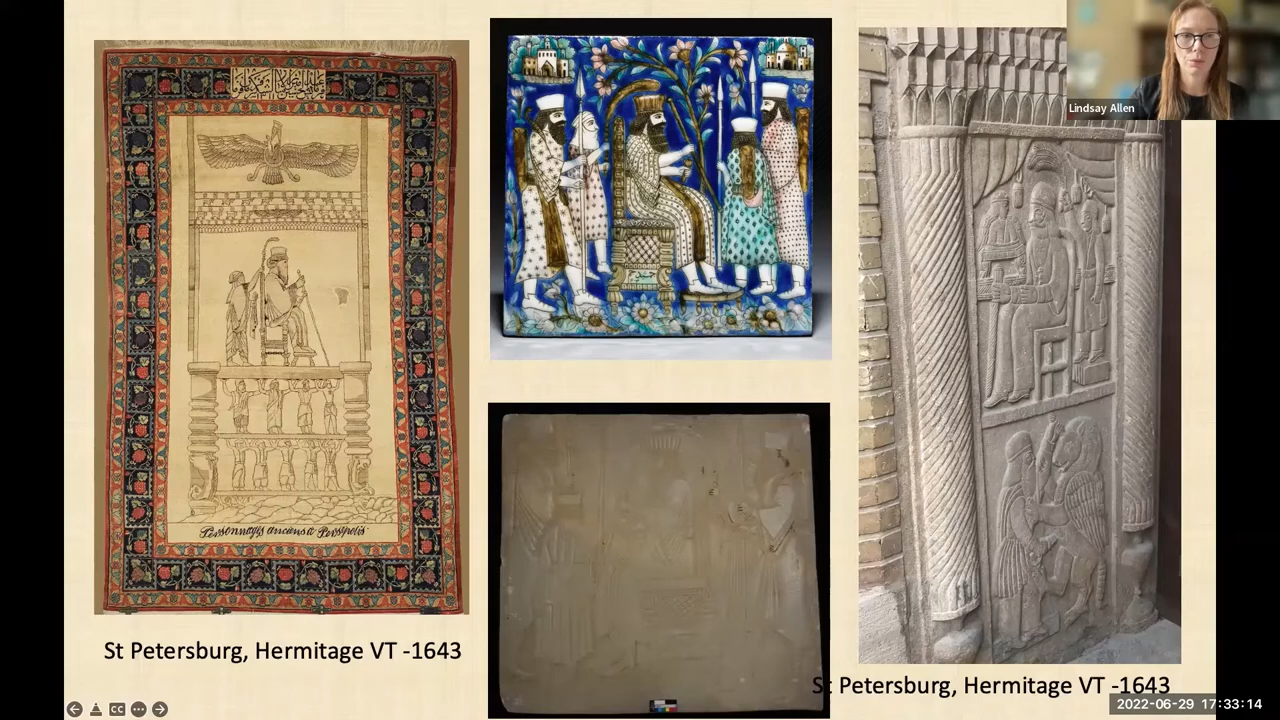 Lindsay Allen
Personnages anciens a Persépolis
St Petersburg, Hermitage VT -1643
St Petersburg, Hermitage VT -1643
CC
2022-06-29 17:33:14